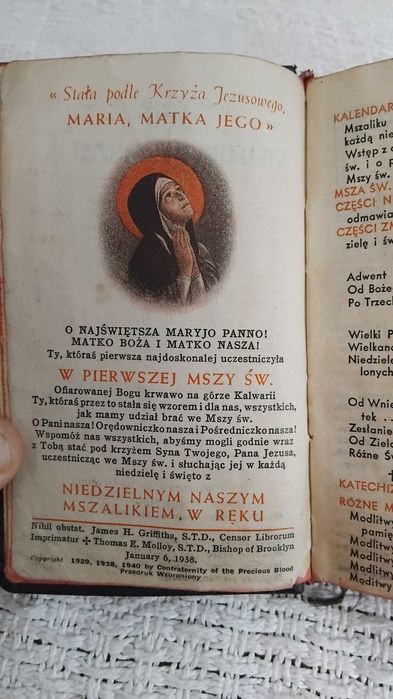 « Stała podle Krzyża Jezusowego,
MARIA, MATKA JEGO »
O NAJŚWIĘTSZA MARYJO PANNO!
MATKO BOŻA I MATKO NASZA!
Ty, któraś pierwsza najdoskonalej uczestniczyła
W PIERWSZEJ MSZY ŚW.
Ofiarowanej Bogu krwawo na górze Kalwarii
Ty, któraś przez to stała się wzorem i dla nas, wszystkich,
jak mamy udział brać we Mszy św.
O Pani nasza! Orędowniczko nasza i Pośredniczko nasza!
Wspomóż nas wszystkich, abyśmy mogli godnie wraz
z Tobą stać pod krzyżem Syna Twojego, Pana Jezusa,
uczestnicząc we Mszy św. i słuchając jej w każdą
niedzielę i święto z
NIEDZIELNYM NASZYM
MSZALIKIEM W RĘKU
Nihil obstat. James H. Griffiths, S.T.D., Censor Librorum
Imprimatur ✠ Thomas E. Molloy, S.T.D., Bishop of Brooklyn
January 6, 1938.
Copyright 1929, 1938, 1940 by Confraternity of the Precious Blood
Przedruk Wzbroniony
KALENDAR
Mszaliku
każdą nie
Wstęp z o
św. i o p
Mszy św.
MSZA ŚW.
CZĘŚCI N
odmawia
CZĘŚCI ZM
zielę i św
Adwent
Od Boże
Po Trzech
Wielki P
Wielkano
Niedziele
lonych
Od Wnie
tek . .
Zesłanie
Od Zielo
Różne Św
KATECHIZ
RÓŻNE M
Modlitwy
pamię
Modlitwy
Modlitwy
Modlitwy
Modlitwy